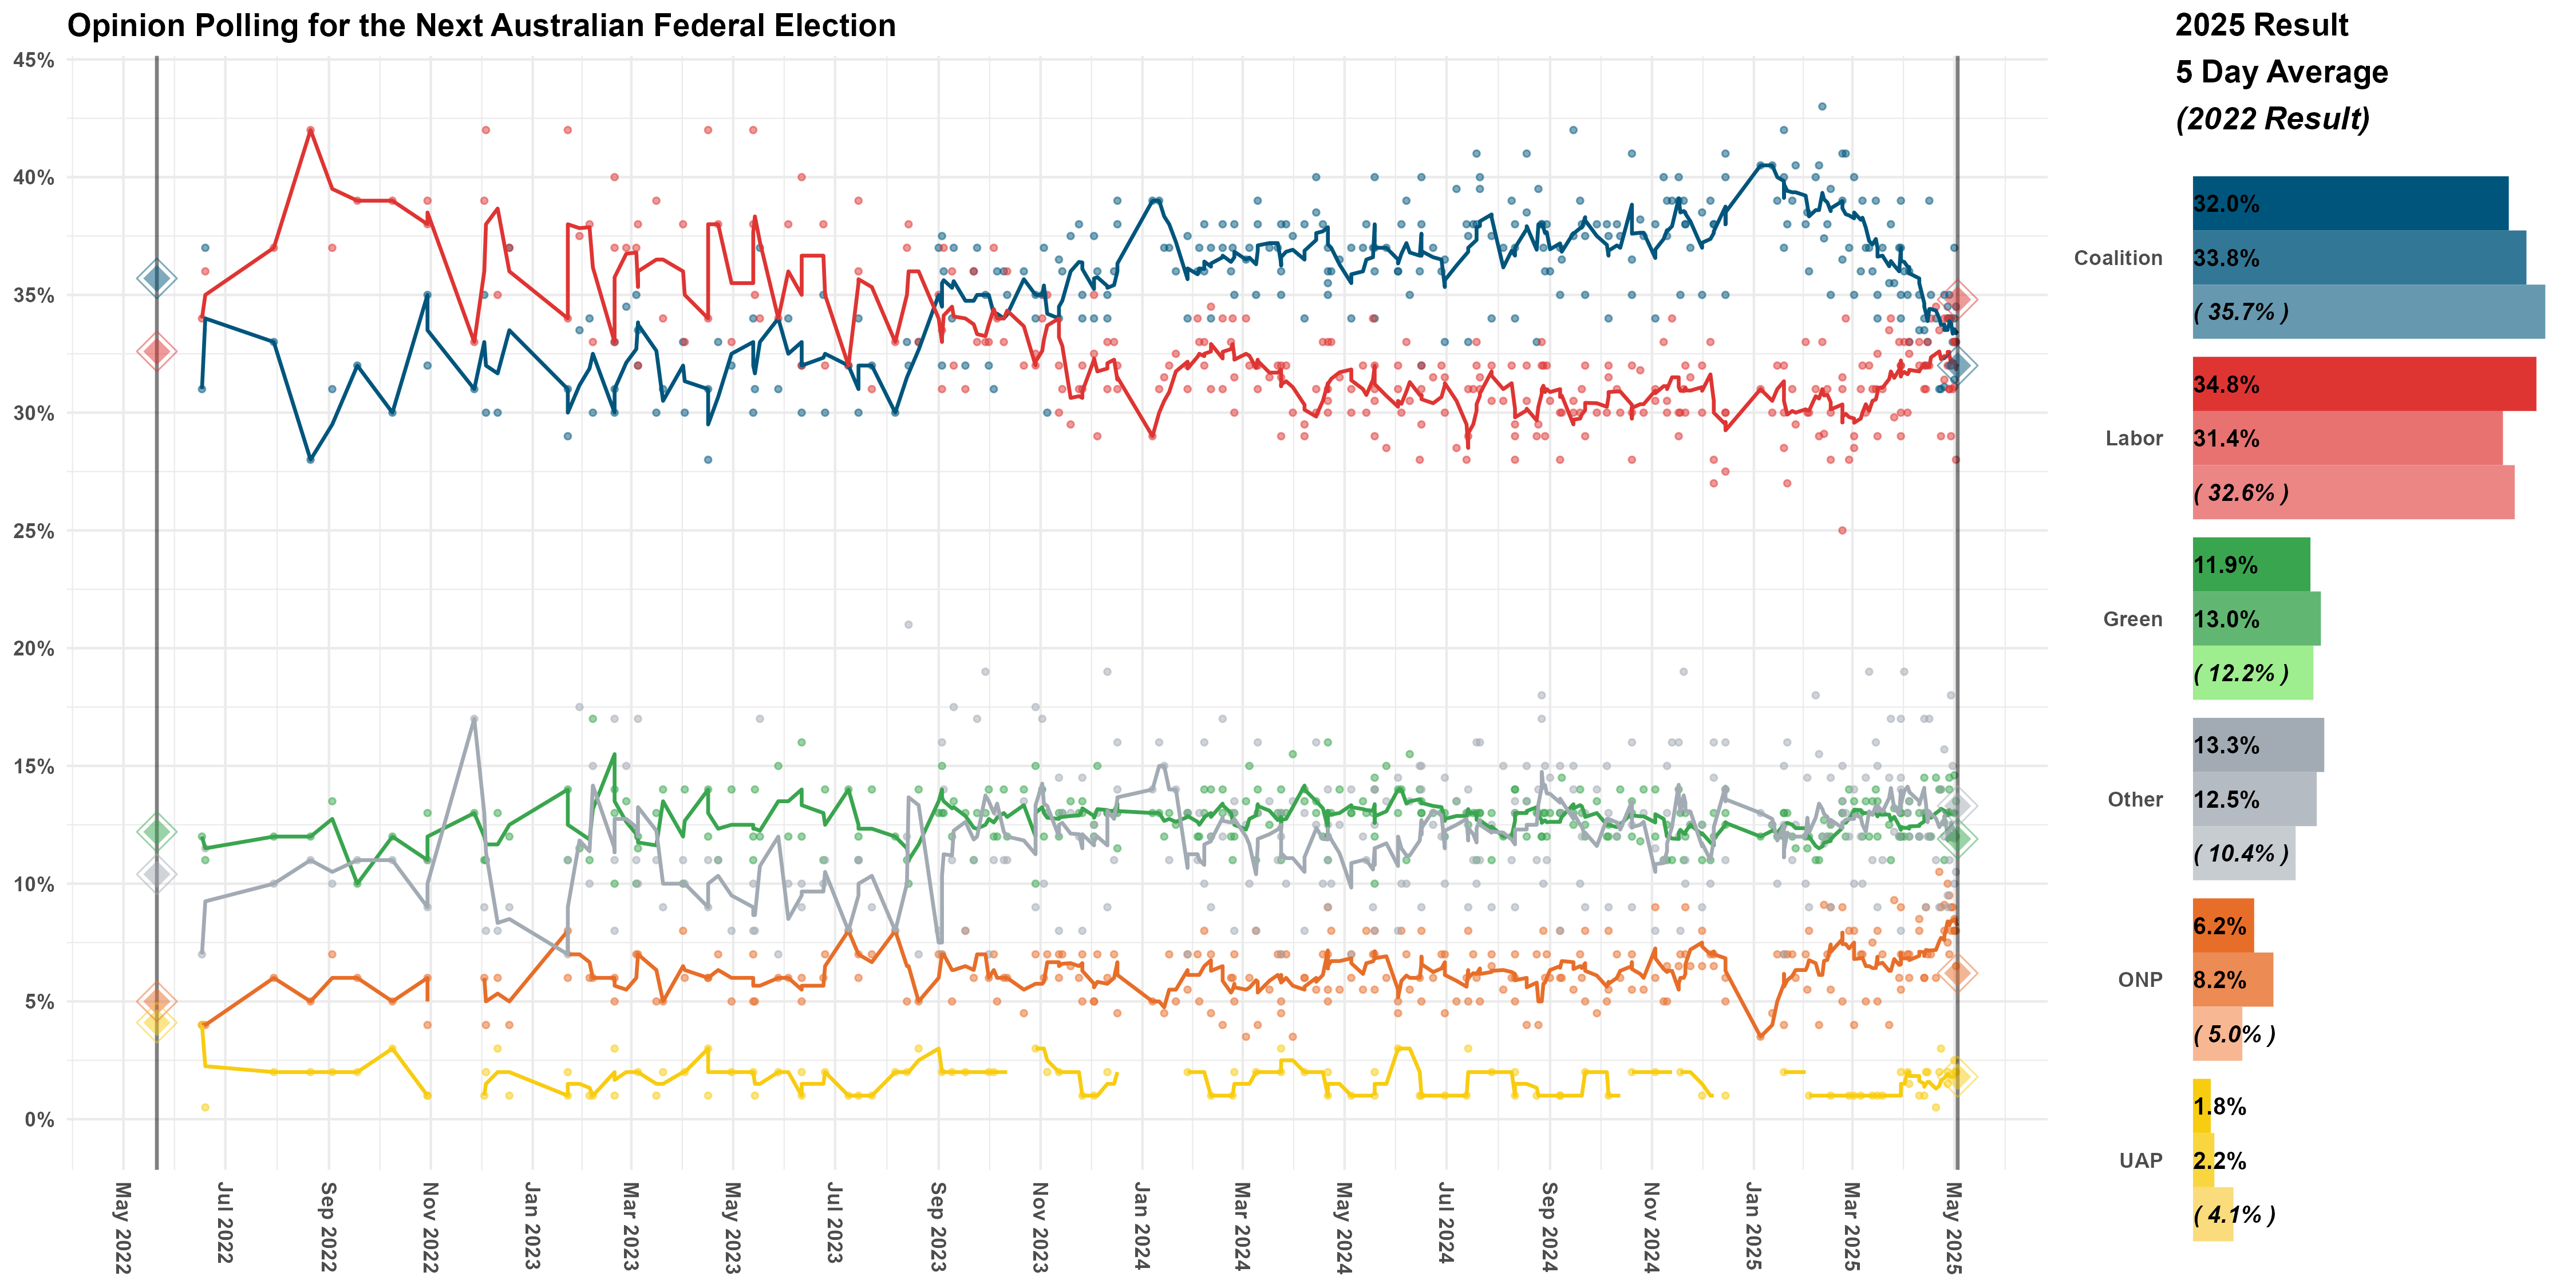 Opinion Polling for the Next Australian Federal Election
45%
40%
35%
30%
25%
20%
15%
10%
5%
0%
May 2022
Jul 2022
Sep 2022
Nov 2022
Jan 2023
Mar 2023
May 2023
Jul 2023
Sep 2023
Nov 2023
Jan 2024
Mar 2024
May 2024
Jul 2024
Sep 2024
Nov 2024
Jan 2025
Mar 2025
May 2025
2025 Result
5 Day Average
(2022 Result)
Coalition
32.0%
33.8%
( 35.7% )
Labor
34.8%
31.4%
( 32.6% )
Green
11.9%
13.0%
( 12.2% )
Other
13.3%
12.5%
( 10.4% )
ONP
6.2%
8.2%
( 5.0% )
UAP
1.8%
2.2%
( 4.1% )